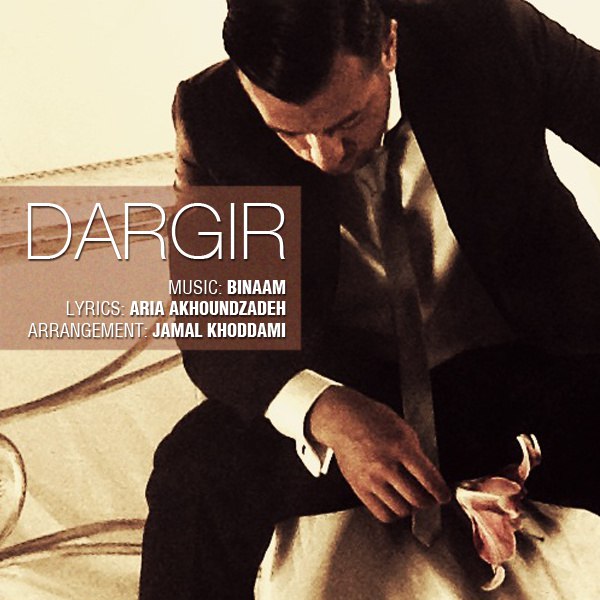 DARGIR
MUSIC: BINAAM
LYRICS: ARIA AKHOUNDZADEH
ARRANGEMENT: JAMAL KHODDAMI